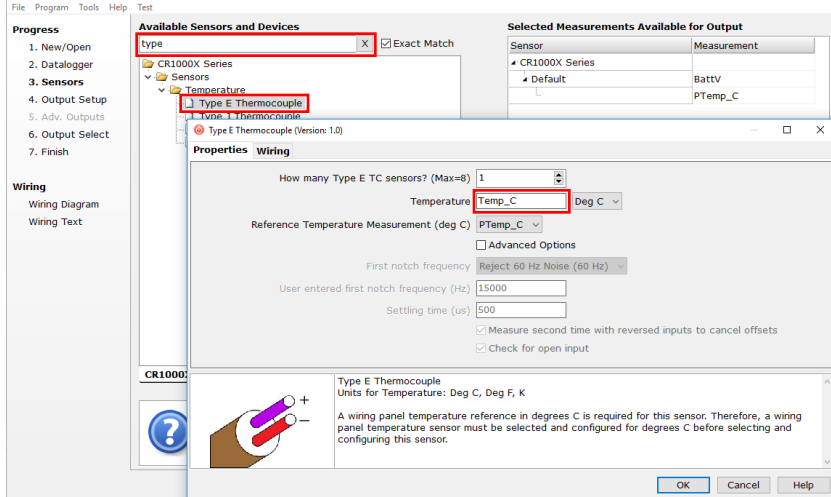 File Program Tools Help Test
Progress
1. New/Open
2. Datalogger
3. Sensors
4. Output Setup
5. Adv. Outputs
6. Output Select
7. Finish
Wiring
Wiring Diagram
Wiring Text
Available Sensors and Devices
type X Exact Match
CR1000X Series
Sensors
Temperature
Type E Thermocouple
Type J Thermocouple
CR1000X
Selected Measurements Available for Output
Sensor Measurement
CR1000X Series
Default BattV
PTemp_C
Type E Thermocouple (Version: 1.0)
Properties Wiring
How many Type E TC sensors? (Max=8) 1
Temperature Temp_C Deg C
Reference Temperature Measurement (deg C) PTemp_C
Advanced Options
First notch frequency Reject 60 Hz Noise (60 Hz)
User entered first notch frequency (Hz) 15000
Settling time (us) 500
Measure second time with reversed inputs to cancel offsets
Check for open input
+
−
?
Type E Thermocouple
Units for Temperature: Deg C, Deg F, K
A wiring panel temperature reference in degrees C is required for this sensor. Therefore, a wiring
panel temperature sensor must be selected and configured for degrees C before selecting and
configuring this sensor.
OK Cancel Help